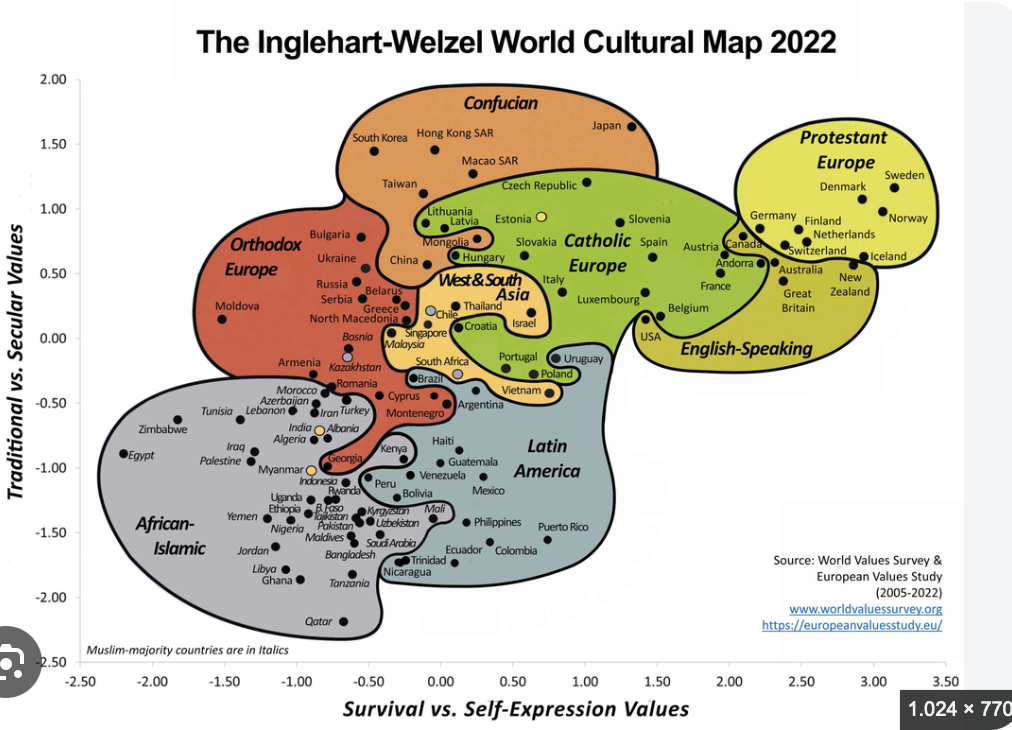 The Inglehart-Welzel World Cultural Map 2022
Traditional vs. Secular Values
2.00
1.50
1.00
0.50
0.00
-0.50
-1.00
-1.50
-2.00
-2.50
Confucian
South Korea
Hong Kong SAR
Japan
Macao SAR
Taiwan
China
Protestant
Europe
Sweden
Denmark
Norway
Germany
Finland
Netherlands
Switzerland
Iceland
Orthodox
Europe
Bulgaria
Ukraine
Russia
Belarus
Serbia
Greece
North Macedonia
Moldova
Bosnia
Kazakhstan
Armenia
Romania
Cyprus
Montenegro
Georgia
Catholic
Europe
Czech Republic
Lithuania
Latvia
Estonia
Slovenia
Mongolia
Hungary
Slovakia
Spain
Austria
Andorra
France
Italy
Luxembourg
Belgium
Croatia
Portugal
Poland
Uruguay
West & South
Asia
Thailand
Chile
Israel
Singapore
Malaysia
South Africa
Vietnam
English-Speaking
Canada
Australia
Great
Britain
New
Zealand
USA
Latin
America
Brazil
Argentina
Haiti
Guatemala
Kenya
Venezuela
Mexico
Peru
Bolivia
Mali
Philippines
Puerto Rico
Ecuador
Colombia
Trinidad
Nicaragua
African-
Islamic
Morocco
Azerbaijan
Lebanon
Iran
Turkey
Tunisia
Zimbabwe
India
Albania
Algeria
Egypt
Iraq
Palestine
Myanmar
Indonesia
Rwanda
Uganda
B. Faso
Ethiopia
Tajikistan
Kyrgyzstan
Yemen
Nigeria
Pakistan
Uzbekistan
Maldives
Saudi Arabia
Jordan
Bangladesh
Libya
Ghana
Tanzania
Qatar
Source: World Values Survey &
European Values Study
(2005-2022)
www.worldvaluessurvey.org
https://europeanvaluesstudy.eu/
Muslim-majority countries are in Italics
-2.50
-2.00
-1.50
-1.00
-0.50
0.00
0.50
1.00
1.50
2.00
2.50
3.00
3.50
Survival vs. Self-Expression Values
1.024 × 770